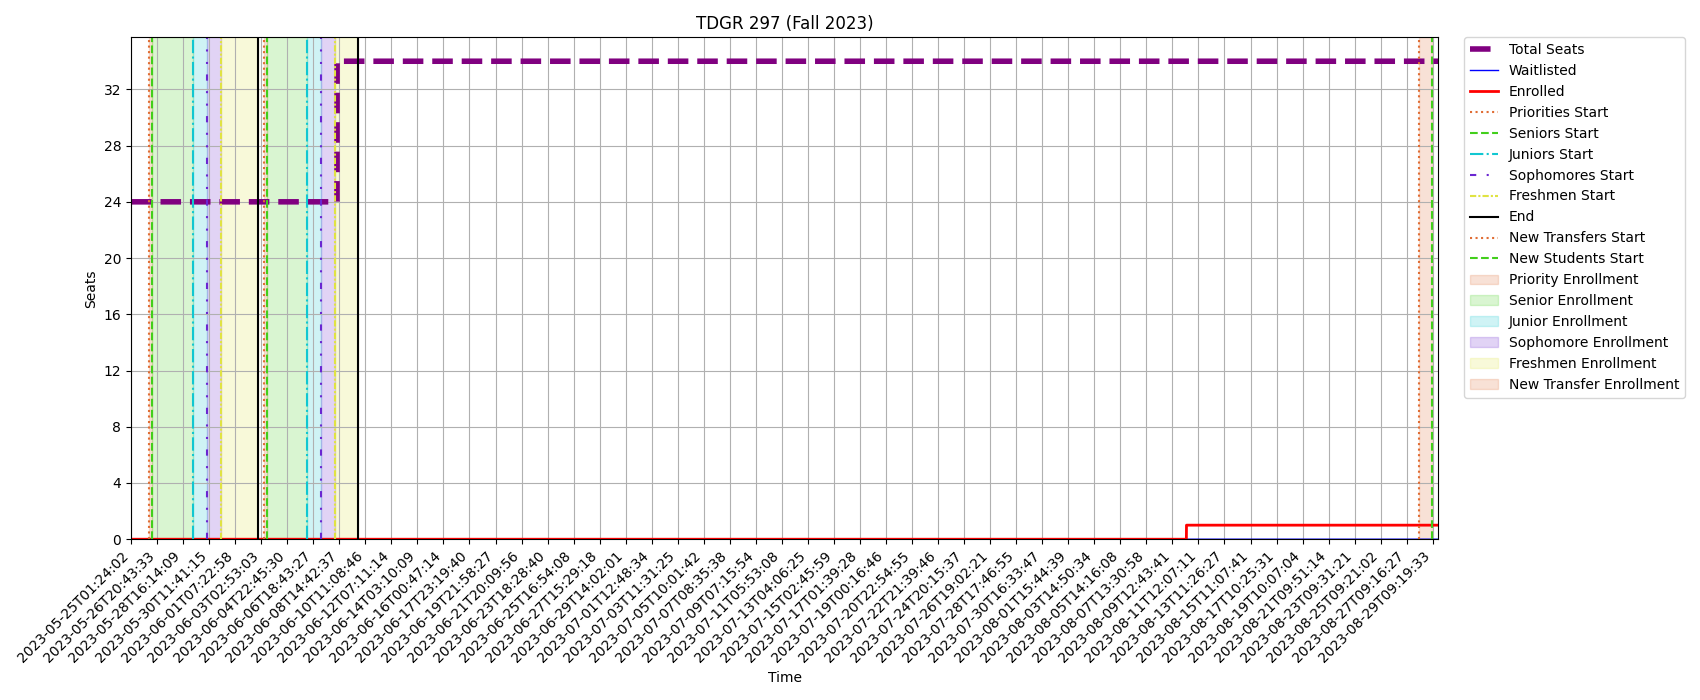 TDGR 297 (Fall 2023)
Seats
32
28
24
20
16
12
8
4
0
2023-05-25T01:24:02
2023-05-26T20:43:33
2023-05-28T16:14:09
2023-05-30T11:41:15
2023-06-01T07:22:58
2023-06-03T02:53:03
2023-06-04T22:45:30
2023-06-06T18:43:27
2023-06-08T14:42:37
2023-06-10T11:08:46
2023-06-12T07:11:14
2023-06-14T03:10:09
2023-06-16T00:47:14
2023-06-17T23:19:40
2023-06-19T21:58:27
2023-06-21T20:09:56
2023-06-23T18:28:40
2023-06-25T16:54:08
2023-06-27T15:29:18
2023-06-29T14:02:01
2023-07-01T12:48:34
2023-07-03T11:31:25
2023-07-05T10:01:42
2023-07-07T08:35:38
2023-07-09T07:15:54
2023-07-11T05:53:08
2023-07-13T04:06:25
2023-07-15T02:45:59
2023-07-17T01:39:28
2023-07-19T00:16:46
2023-07-20T22:54:55
2023-07-22T21:39:46
2023-07-24T20:15:37
2023-07-26T19:02:21
2023-07-28T17:46:55
2023-07-30T16:33:47
2023-08-01T15:44:39
2023-08-03T14:50:34
2023-08-05T14:16:08
2023-08-07T13:30:58
2023-08-09T12:43:41
2023-08-11T12:07:11
2023-08-13T11:26:27
2023-08-15T11:07:41
2023-08-17T10:25:31
2023-08-19T10:07:04
2023-08-21T09:51:14
2023-08-23T09:31:21
2023-08-25T09:21:02
2023-08-27T09:16:27
2023-08-29T09:19:33
Time
Total Seats
Waitlisted
Enrolled
Priorities Start
Seniors Start
Juniors Start
Sophomores Start
Freshmen Start
End
New Transfers Start
New Students Start
Priority Enrollment
Senior Enrollment
Junior Enrollment
Sophomore Enrollment
Freshmen Enrollment
New Transfer Enrollment